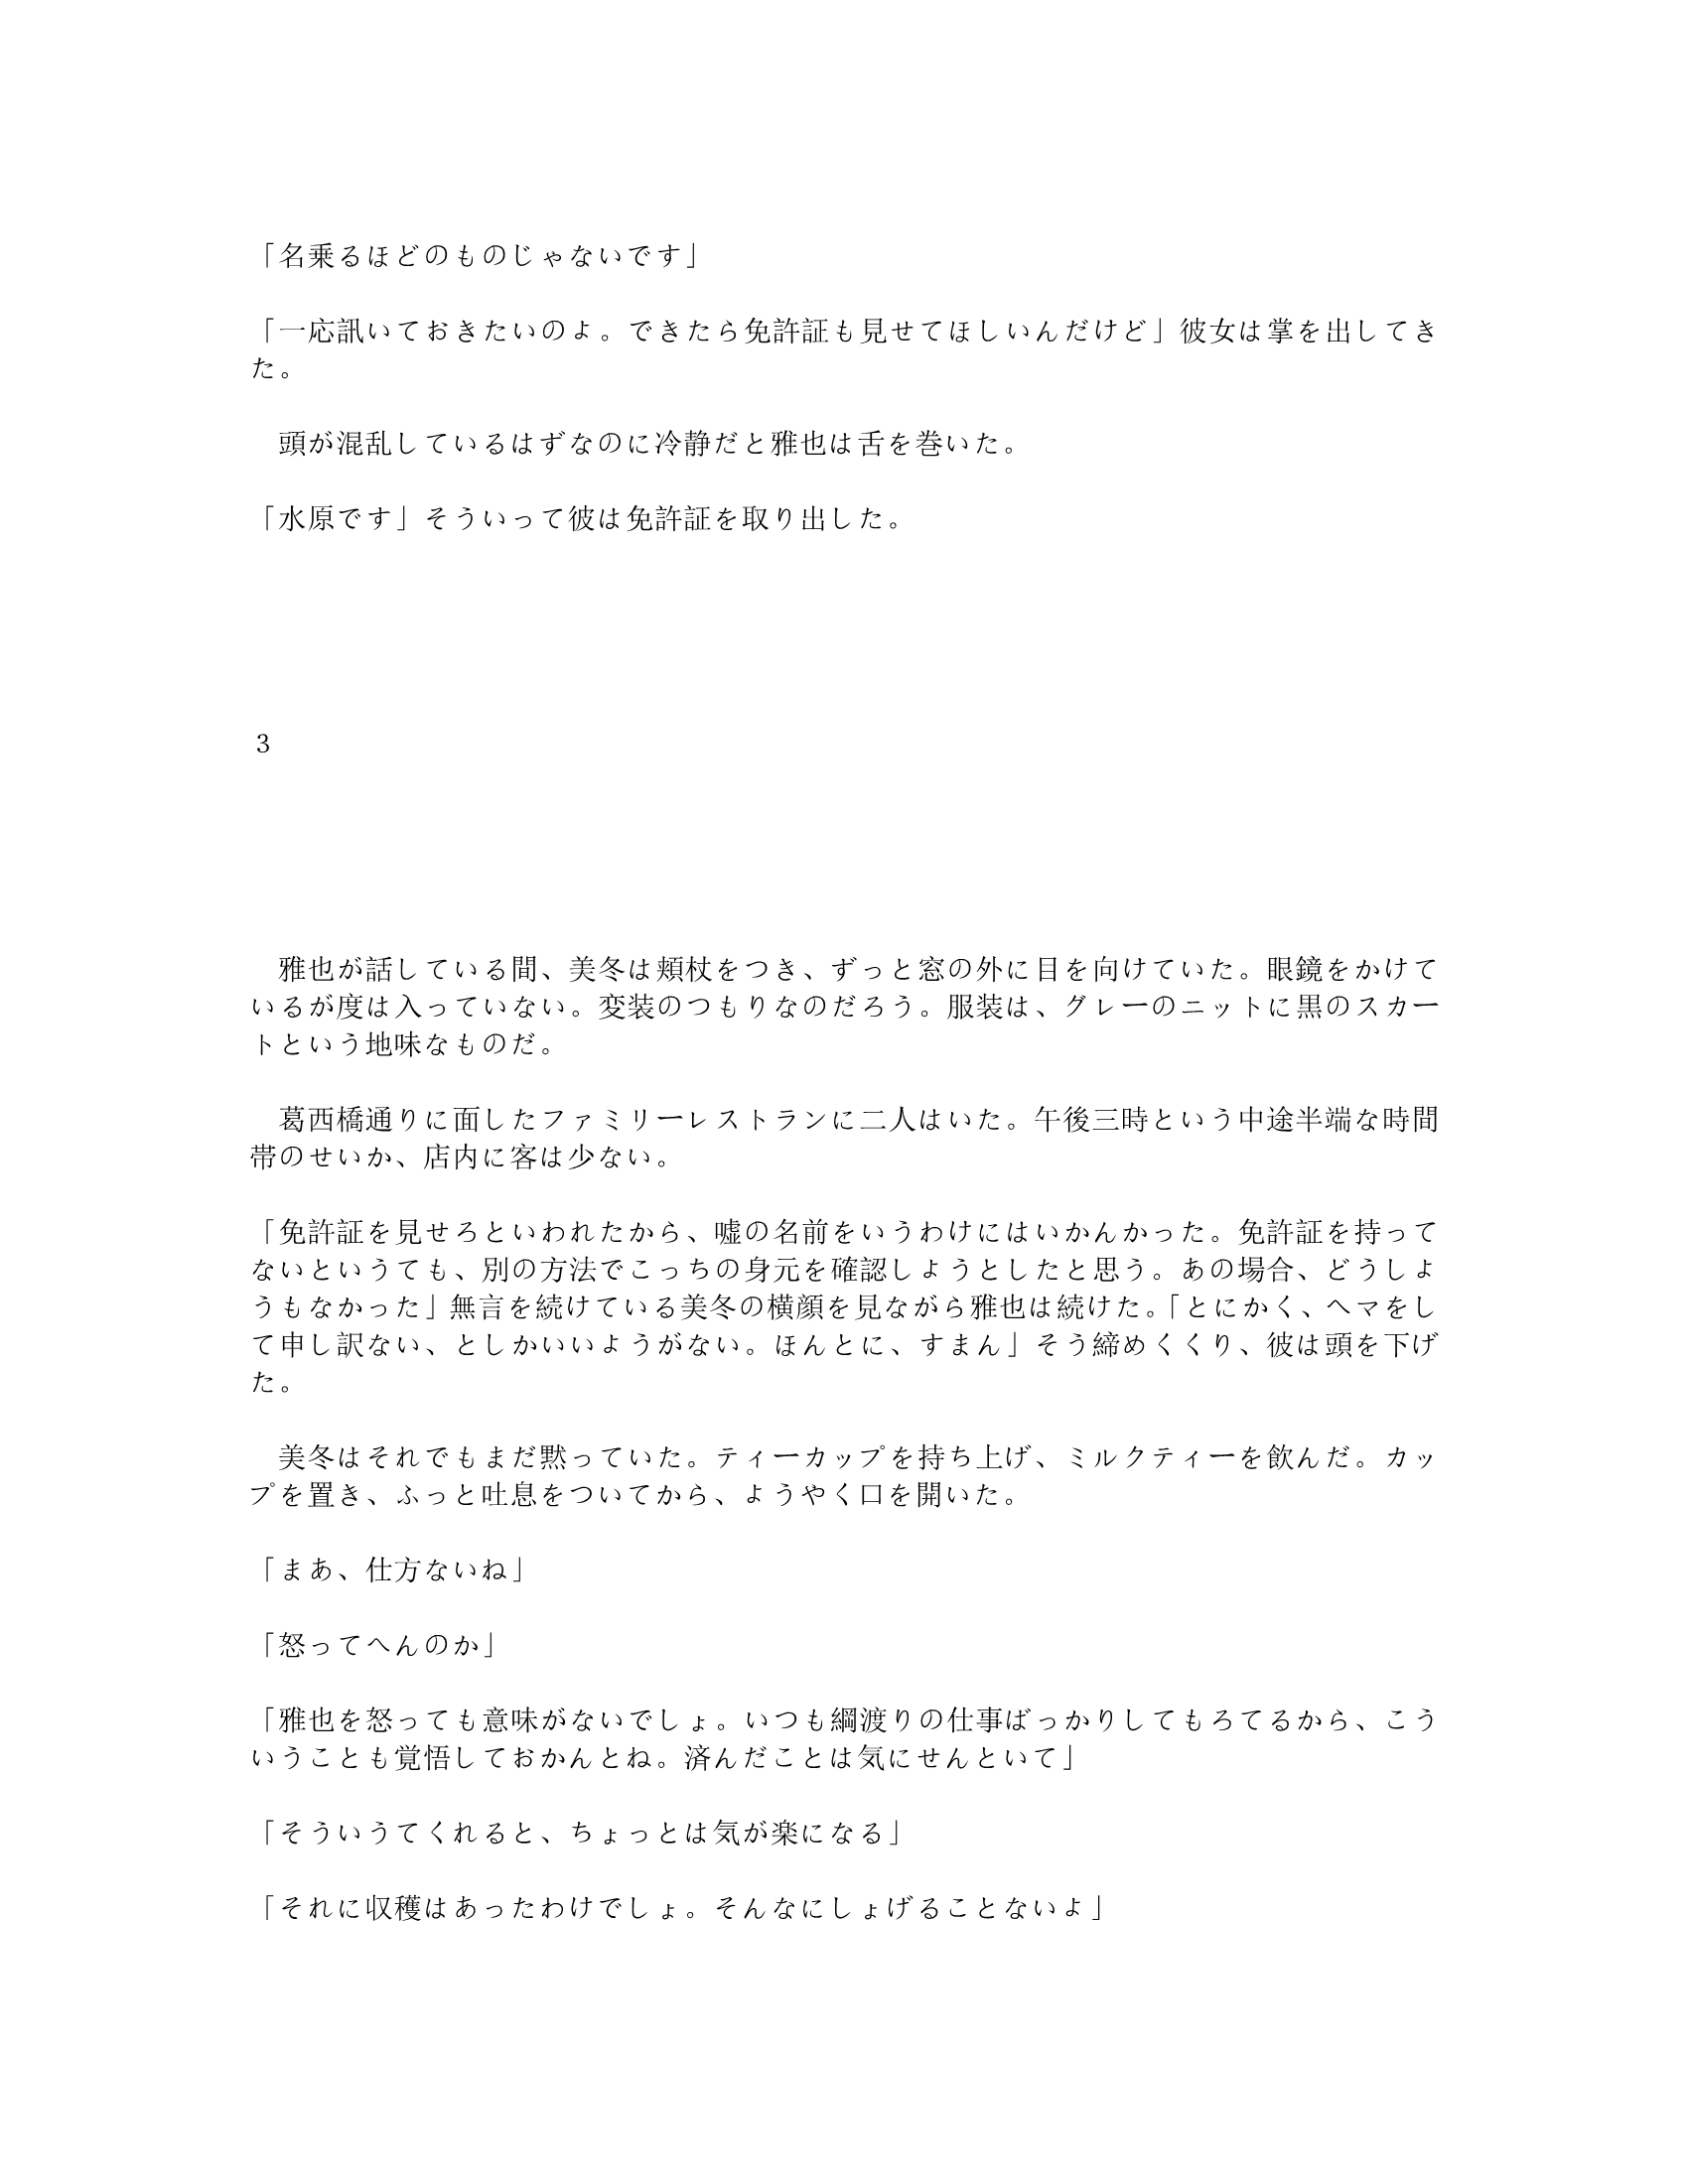 「名乗るほどのものじゃないです」
「一応訊いておきたいのよ。できたら免許証も見せてほしいんだけど」彼女は掌を出してき
た。
　頭が混乱しているはずなのに冷静だと雅也は舌を巻いた。
「水原です」そういって彼は免許証を取り出した。
３
　雅也が話している間、美冬は頬杖をつき、ずっと窓の外に目を向けていた。眼鏡をかけて
いるが度は入っていない。変装のつもりなのだろう。服装は、グレーのニットに黒のスカー
トという地味なものだ。
　葛西橋通りに面したファミリーレストランに二人はいた。午後三時という中途半端な時間
帯のせいか、店内に客は少ない。
「免許証を見せろといわれたから、嘘の名前をいうわけにはいかんかった。免許証を持って
ないというても、別の方法でこっちの身元を確認しようとしたと思う。あの場合、どうしょ
うもなかった」無言を続けている美冬の横顔を見ながら雅也は続けた。「とにかく、ヘマをし
て申し訳ない、としかいいようがない。ほんとに、すまん」そう締めくくり、彼は頭を下げ
た。
　美冬はそれでもまだ黙っていた。ティーカップを持ち上げ、ミルクティーを飲んだ。カッ
プを置き、ふっと吐息をついてから、ようやく口を開いた。
「まあ、仕方ないね」
「怒ってへんのか」
「雅也を怒っても意味がないでしょ。いつも綱渡りの仕事ばっかりしてもろてるから、こう
いうことも覚悟しておかんとね。済んだことは気にせんといて」
「そういうてくれると、ちょっとは気が楽になる」
「それに収穫はあったわけでしょ。そんなにしょげることないよ」